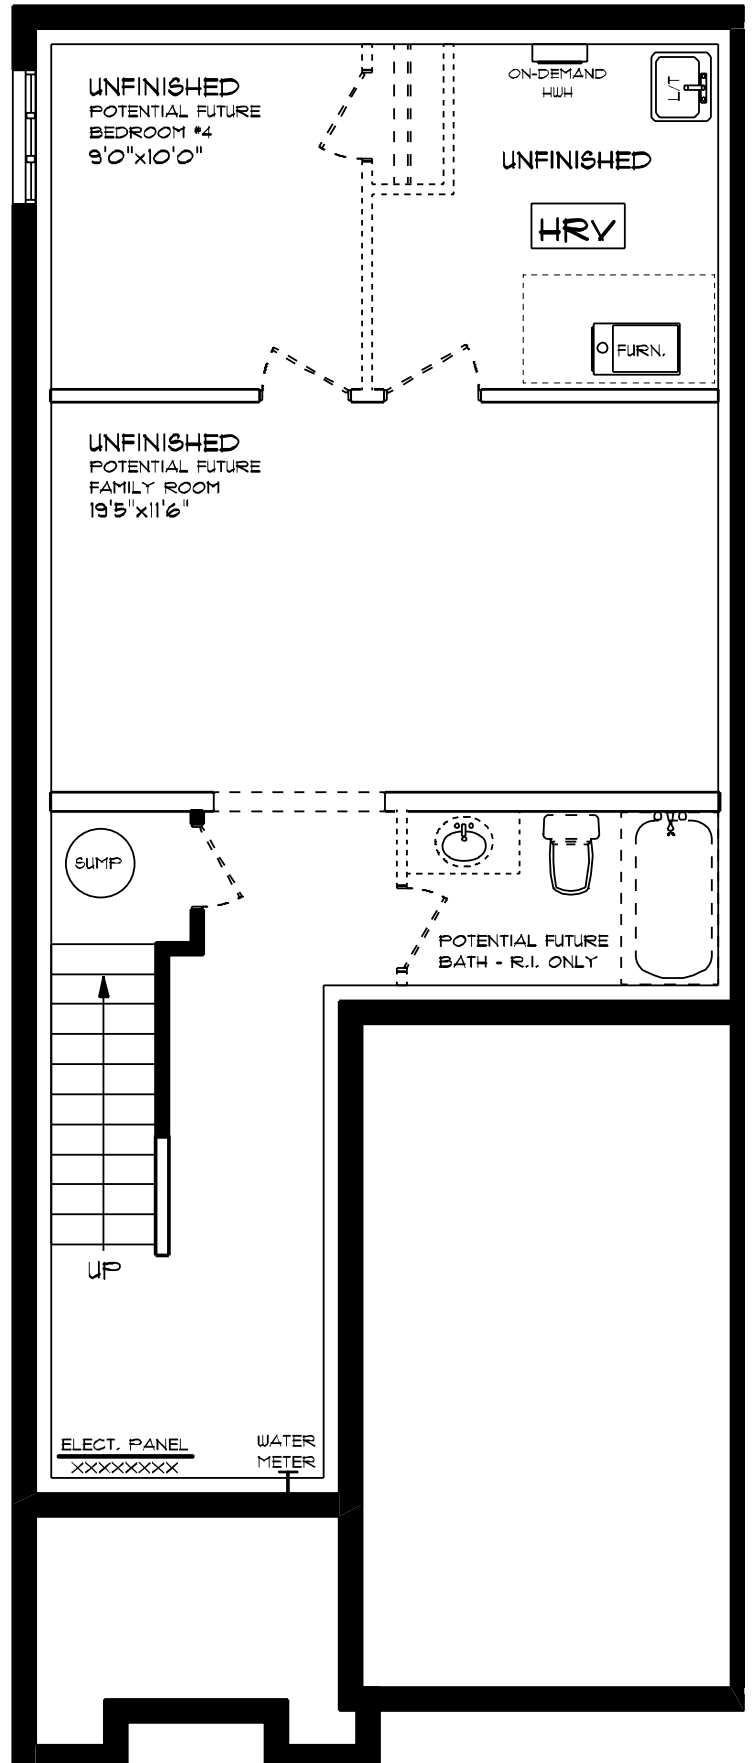 UNFINISHED
POTENTIAL FUTURE
BEDROOM #4
9'0"x10'0"
ON-DEMAND
HWH
L/T
UNFINISHED
HRV
FURN.
UNFINISHED
POTENTIAL FUTURE
FAMILY ROOM
19'5"x11'6"
SUMP
POTENTIAL FUTURE
BATH - R.I. ONLY
UP
ELECT. PANEL
XXXXXXXX
WATER
METER